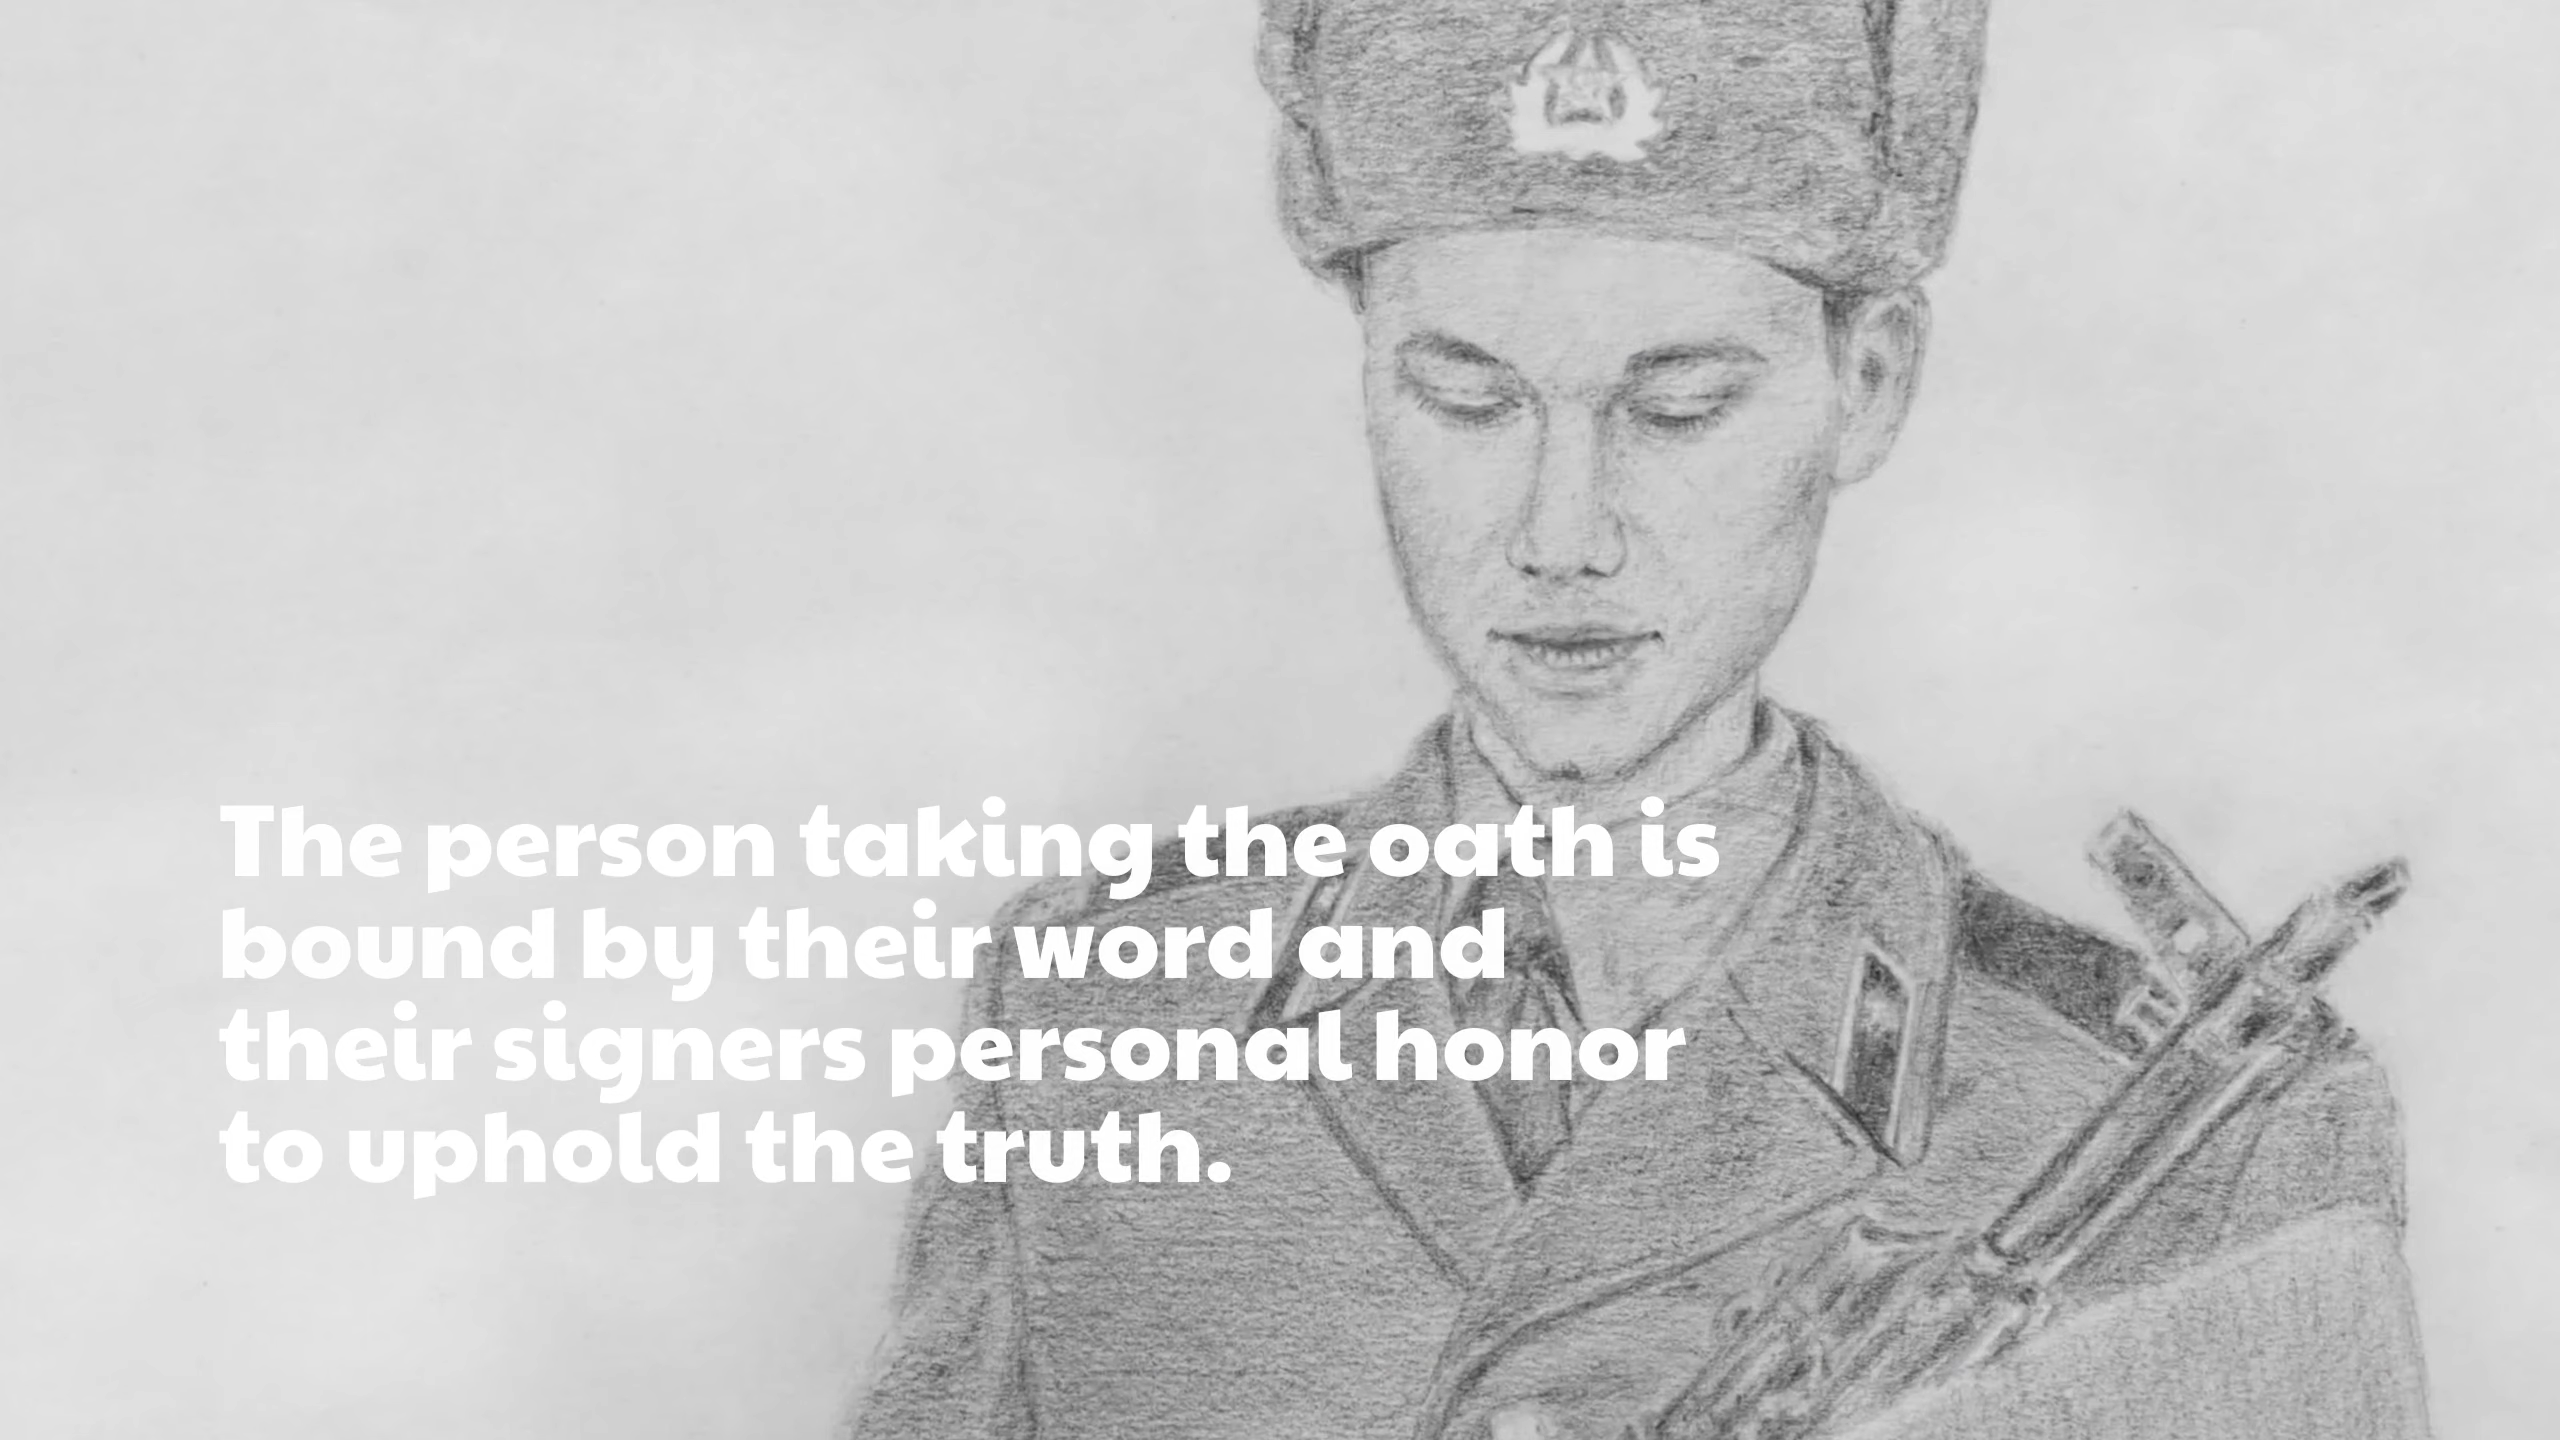 The person taking the oath is
bound by their word and
their signers personal honor
to uphold the truth.